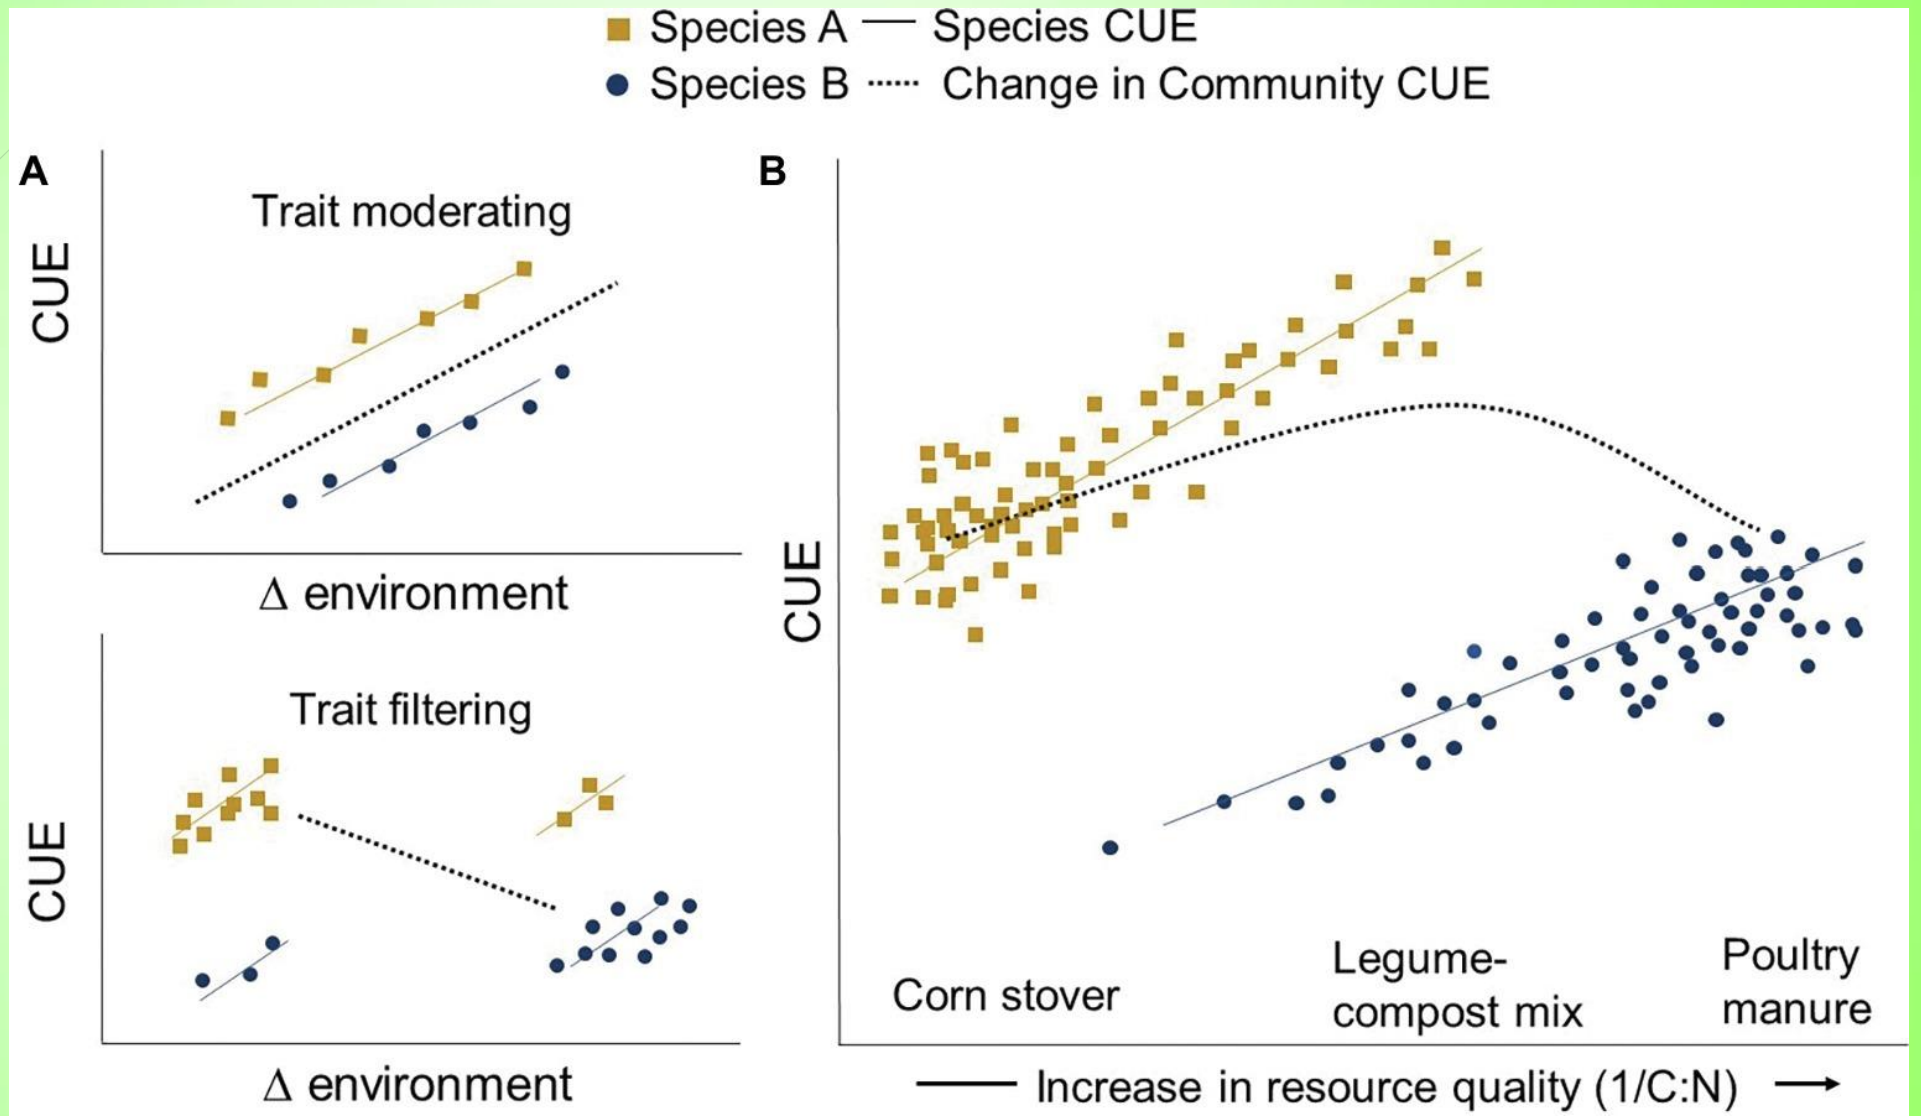 Species A — Species CUE
Species B ······ Change in Community CUE
A
Trait moderating
CUE
Δ environment
Trait filtering
CUE
Δ environment
B
CUE
Corn stover
Legume-
compost mix
Poultry
manure
Increase in resource quality (1/C:N)